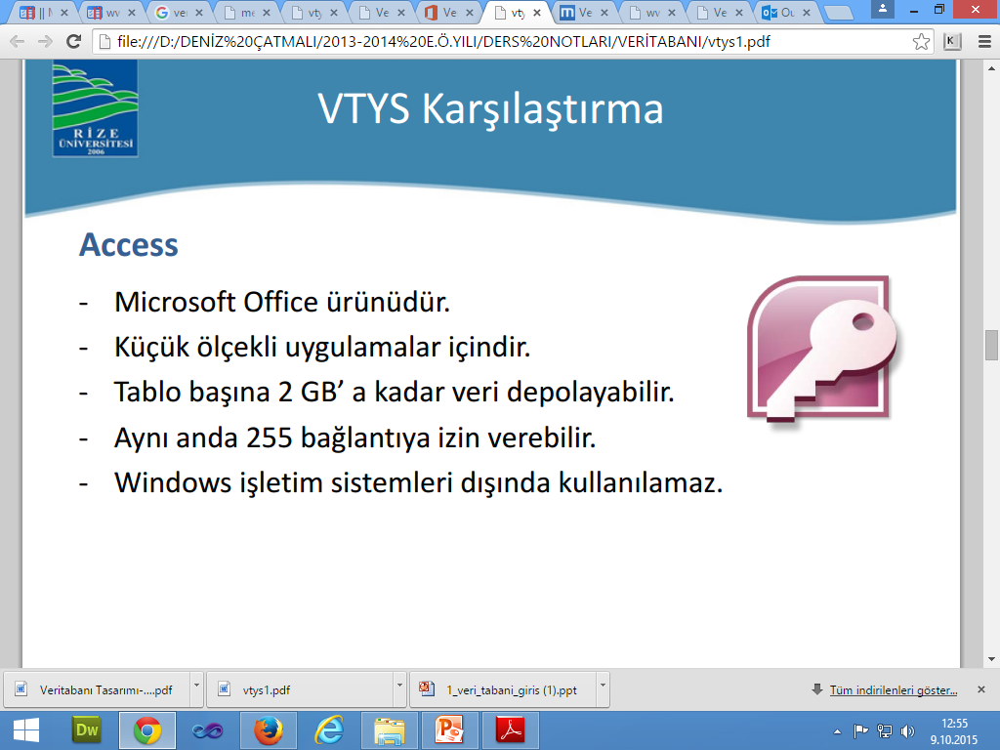 || M
wv
ver
me
vty
Ve
Ve
vty
Ve
wv
Ve
Ou
file:///D:/DENİZ%20ÇATMALI/2013-2014%20E.Ö.YILI/DERS%20NOTLARI/VERİTABANI/vtys1.pdf
K
RİZE
ÜNİVERSİTESİ
2006
VTYS Karşılaştırma
Access
- Microsoft Office ürünüdür.
- Küçük ölçekli uygulamalar içindir.
- Tablo başına 2 GB’ a kadar veri depolayabilir.
- Aynı anda 255 bağlantıya izin verebilir.
- Windows işletim sistemleri dışında kullanılamaz.
Veritabanı Tasarımı-....pdf
vtys1.pdf
1_veri_tabani_giris (1).ppt
Tüm indirilenleri göster...
Dw
12:55
9.10.2015